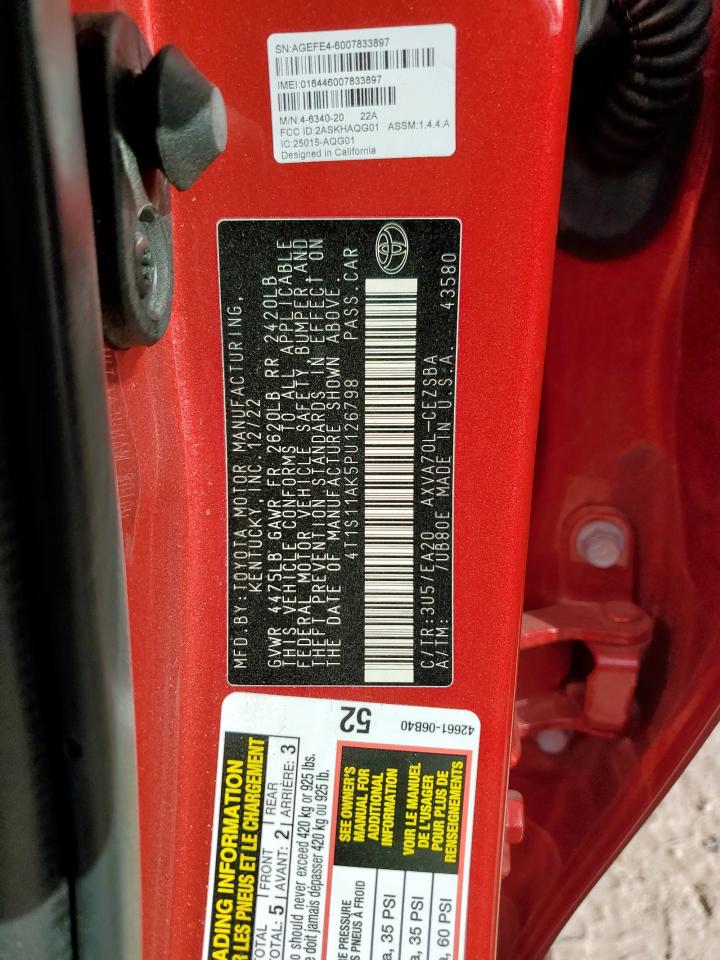 SN:AGEFE4-6007833897
IMEI:016446007833897
M/N:4-6340-20 22A
FCC ID:2ASKHAQG01 ASSM:1.4.4.A
IC:25015-AQG01
Designed in California
MFD.BY:TOYOTA MOTOR MANUFACTURING,
KENTUCKY, INC. 12/22
GVWR 4475LB GAWR FR 2620LB RR 2420LB
THIS VEHICLE CONFORMS TO ALL APPLICABLE
FEDERAL MOTOR VEHICLE SAFETY, BUMPER AND
THEFT PREVENTION STANDARDS IN EFFECT ON
THE DATE OF MANUFACTURE SHOWN ABOVE.
4T1S11AK5PU126798 PASS.CAR
C/TR:3U5/EA20 AXVA70L-CEZSBA
A/TM: /UB80E MADE IN U.S.A. 43580
52
42661-06B40
ADING INFORMATION
R LES PNEUS ET LE CHARGEMENT
TOTAL FRONT REAR
TOTAL: 5 AVANT: 2 ARRIÈRE: 3
o should never exceed 420 kg or 925 lbs.
e doit jamais dépasser 420 kg ou 925 lb.
E PRESSURE
S PNEUS À FROID
a, 35 PSI
a, 35 PSI
a, 60 PSI
SEE OWNER'S
MANUAL FOR
ADDITIONAL
INFORMATION
VOIR LE MANUEL
DE L'USAGER
POUR PLUS DE
RENSEIGNEMENTS